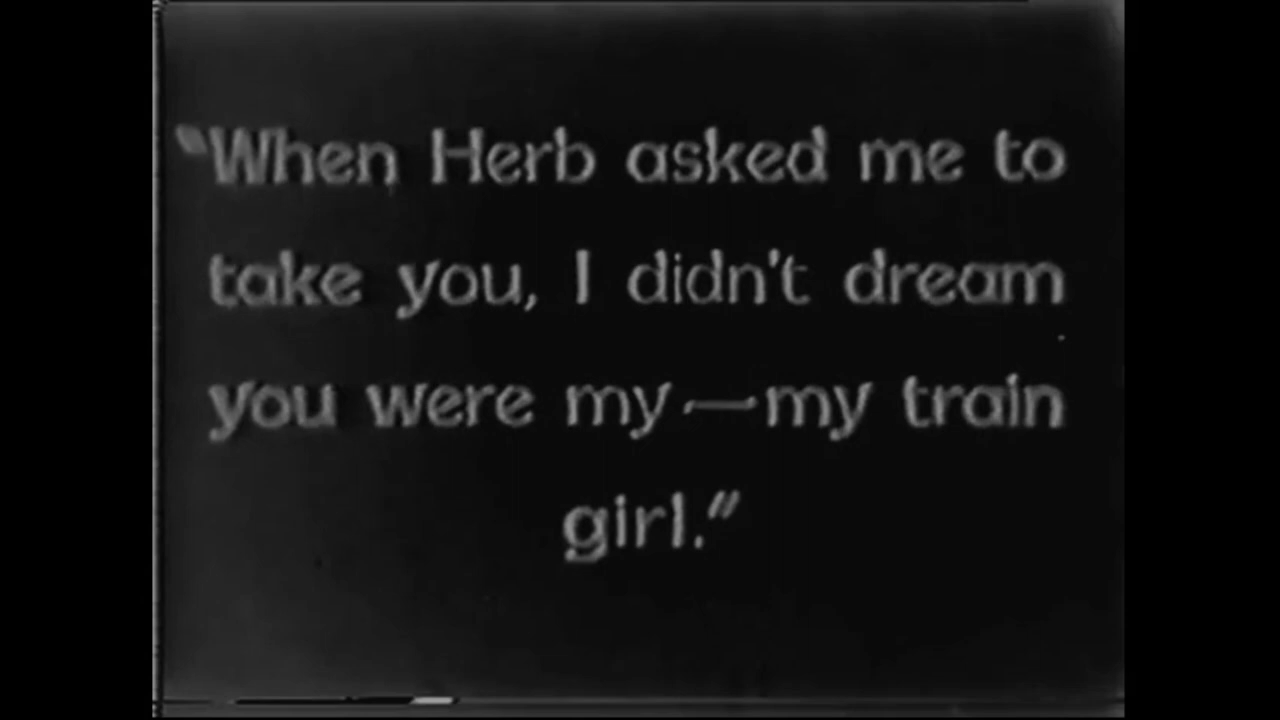 "When Herb asked me to
take you, I didn't dream
you were my—my train
girl."